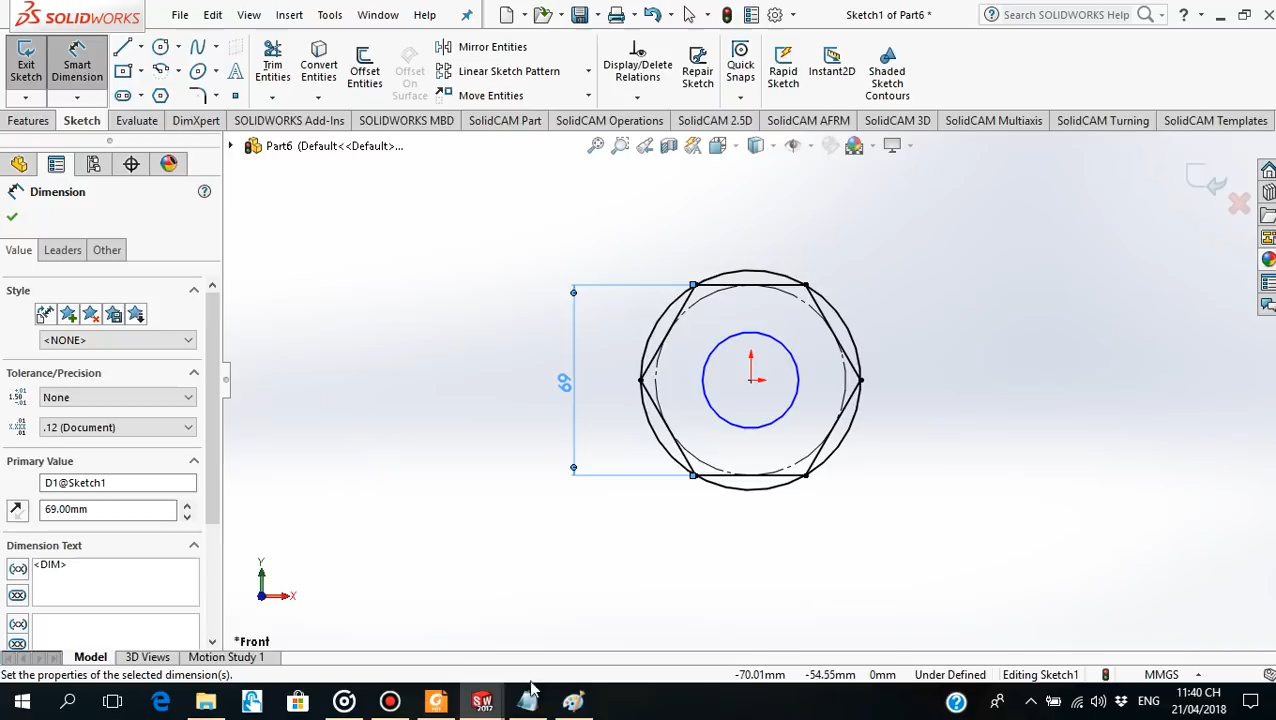 SOLIDWORKS File Edit View Insert Tools Window Help Sketch1 of Part6 * Search SOLIDWORKS Help ?
Exit Sketch Smart Dimension Trim Entities Convert Entities Offset Entities Offset On Surface Mirror Entities Linear Sketch Pattern Move Entities Display/Delete Relations Repair Sketch Quick Snaps Rapid Sketch Instant2D Shaded Sketch Contours
Features Sketch Evaluate DimXpert SOLIDWORKS Add-Ins SOLIDWORKS MBD SolidCAM Part SolidCAM Operations SolidCAM 2.5D SolidCAM AFRM SolidCAM 3D SolidCAM Multiaxis SolidCAM Turning SolidCAM Templates
Part6 (Default<<Default>...
Dimension ?
Value Leaders Other
Style
<NONE>
Tolerance/Precision
None
.12 (Document)
Primary Value
D1@Sketch1
69.00mm
Dimension Text
<DIM>
69
Y
X
*Front
Model 3D Views Motion Study 1
Set the properties of the selected dimension(s). -70.01mm -54.55mm 0mm Under Defined Editing Sketch1 MMGS
SW 2017 ? ENG 11:40 CH
21/04/2018